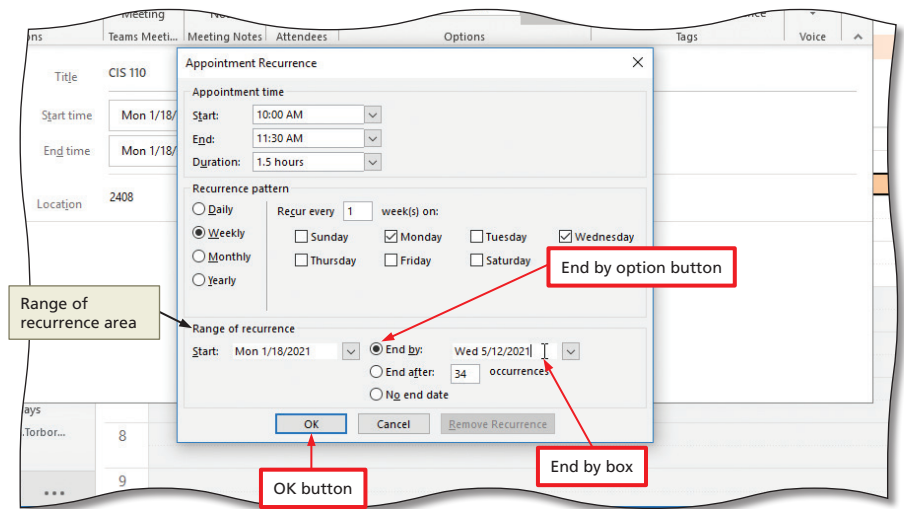 Meeting
ons Teams Meeti... Meeting Notes Attendees Options Tags Voice
Appointment Recurrence
Title CIS 110
Appointment time
Start time Mon 1/18/
Start: 10:00 AM
End: 11:30 AM
End time Mon 1/18/
Duration: 1.5 hours
Location 2408
Recurrence pattern
Daily Recur every 1 week(s) on:
Weekly Sunday Monday Tuesday Wednesday
Monthly Thursday Friday Saturday
Yearly
End by option button
Range of
recurrence area
Range of recurrence
Start: Mon 1/18/2021 End by: Wed 5/12/2021
End after: 34 occurrences
No end date
ays
.Torbor...
OK Cancel Remove Recurrence
8
End by box
9
OK button